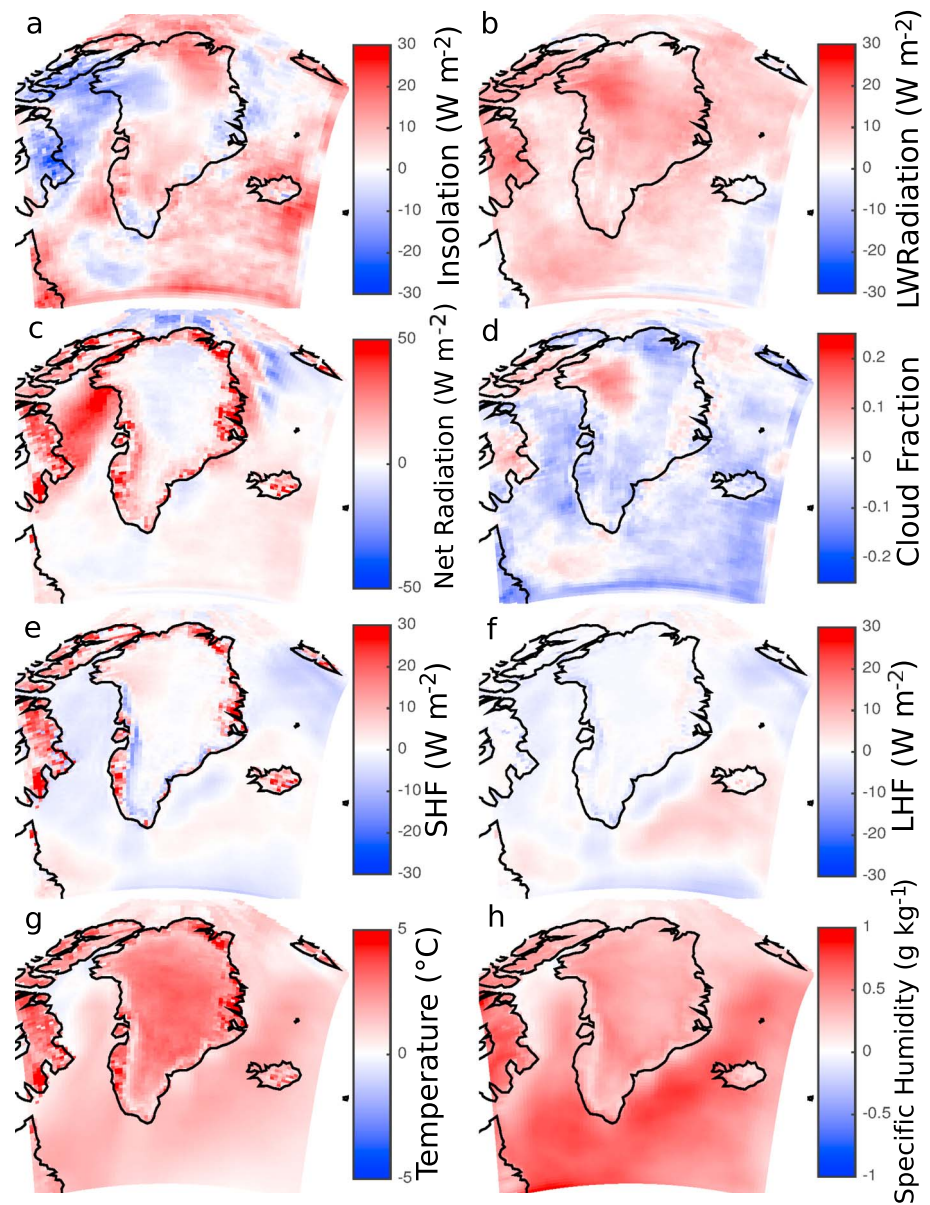 a
30
20
10
0
-10
-20
-30
Insolation (W m-2)
b
30
20
10
0
-10
-20
-30
LWRadiation (W m-2)
c
50
0
-50
Net Radiation (W m-2)
d
0.2
0.1
0
-0.1
-0.2
Cloud Fraction
e
30
20
10
0
-10
-20
-30
SHF (W m-2)
f
30
20
10
0
-10
-20
-30
LHF (W m-2)
g
5
0
-5
Temperature (°C)
h
1
0.5
0
-0.5
-1
Specific Humidity (g kg-1)